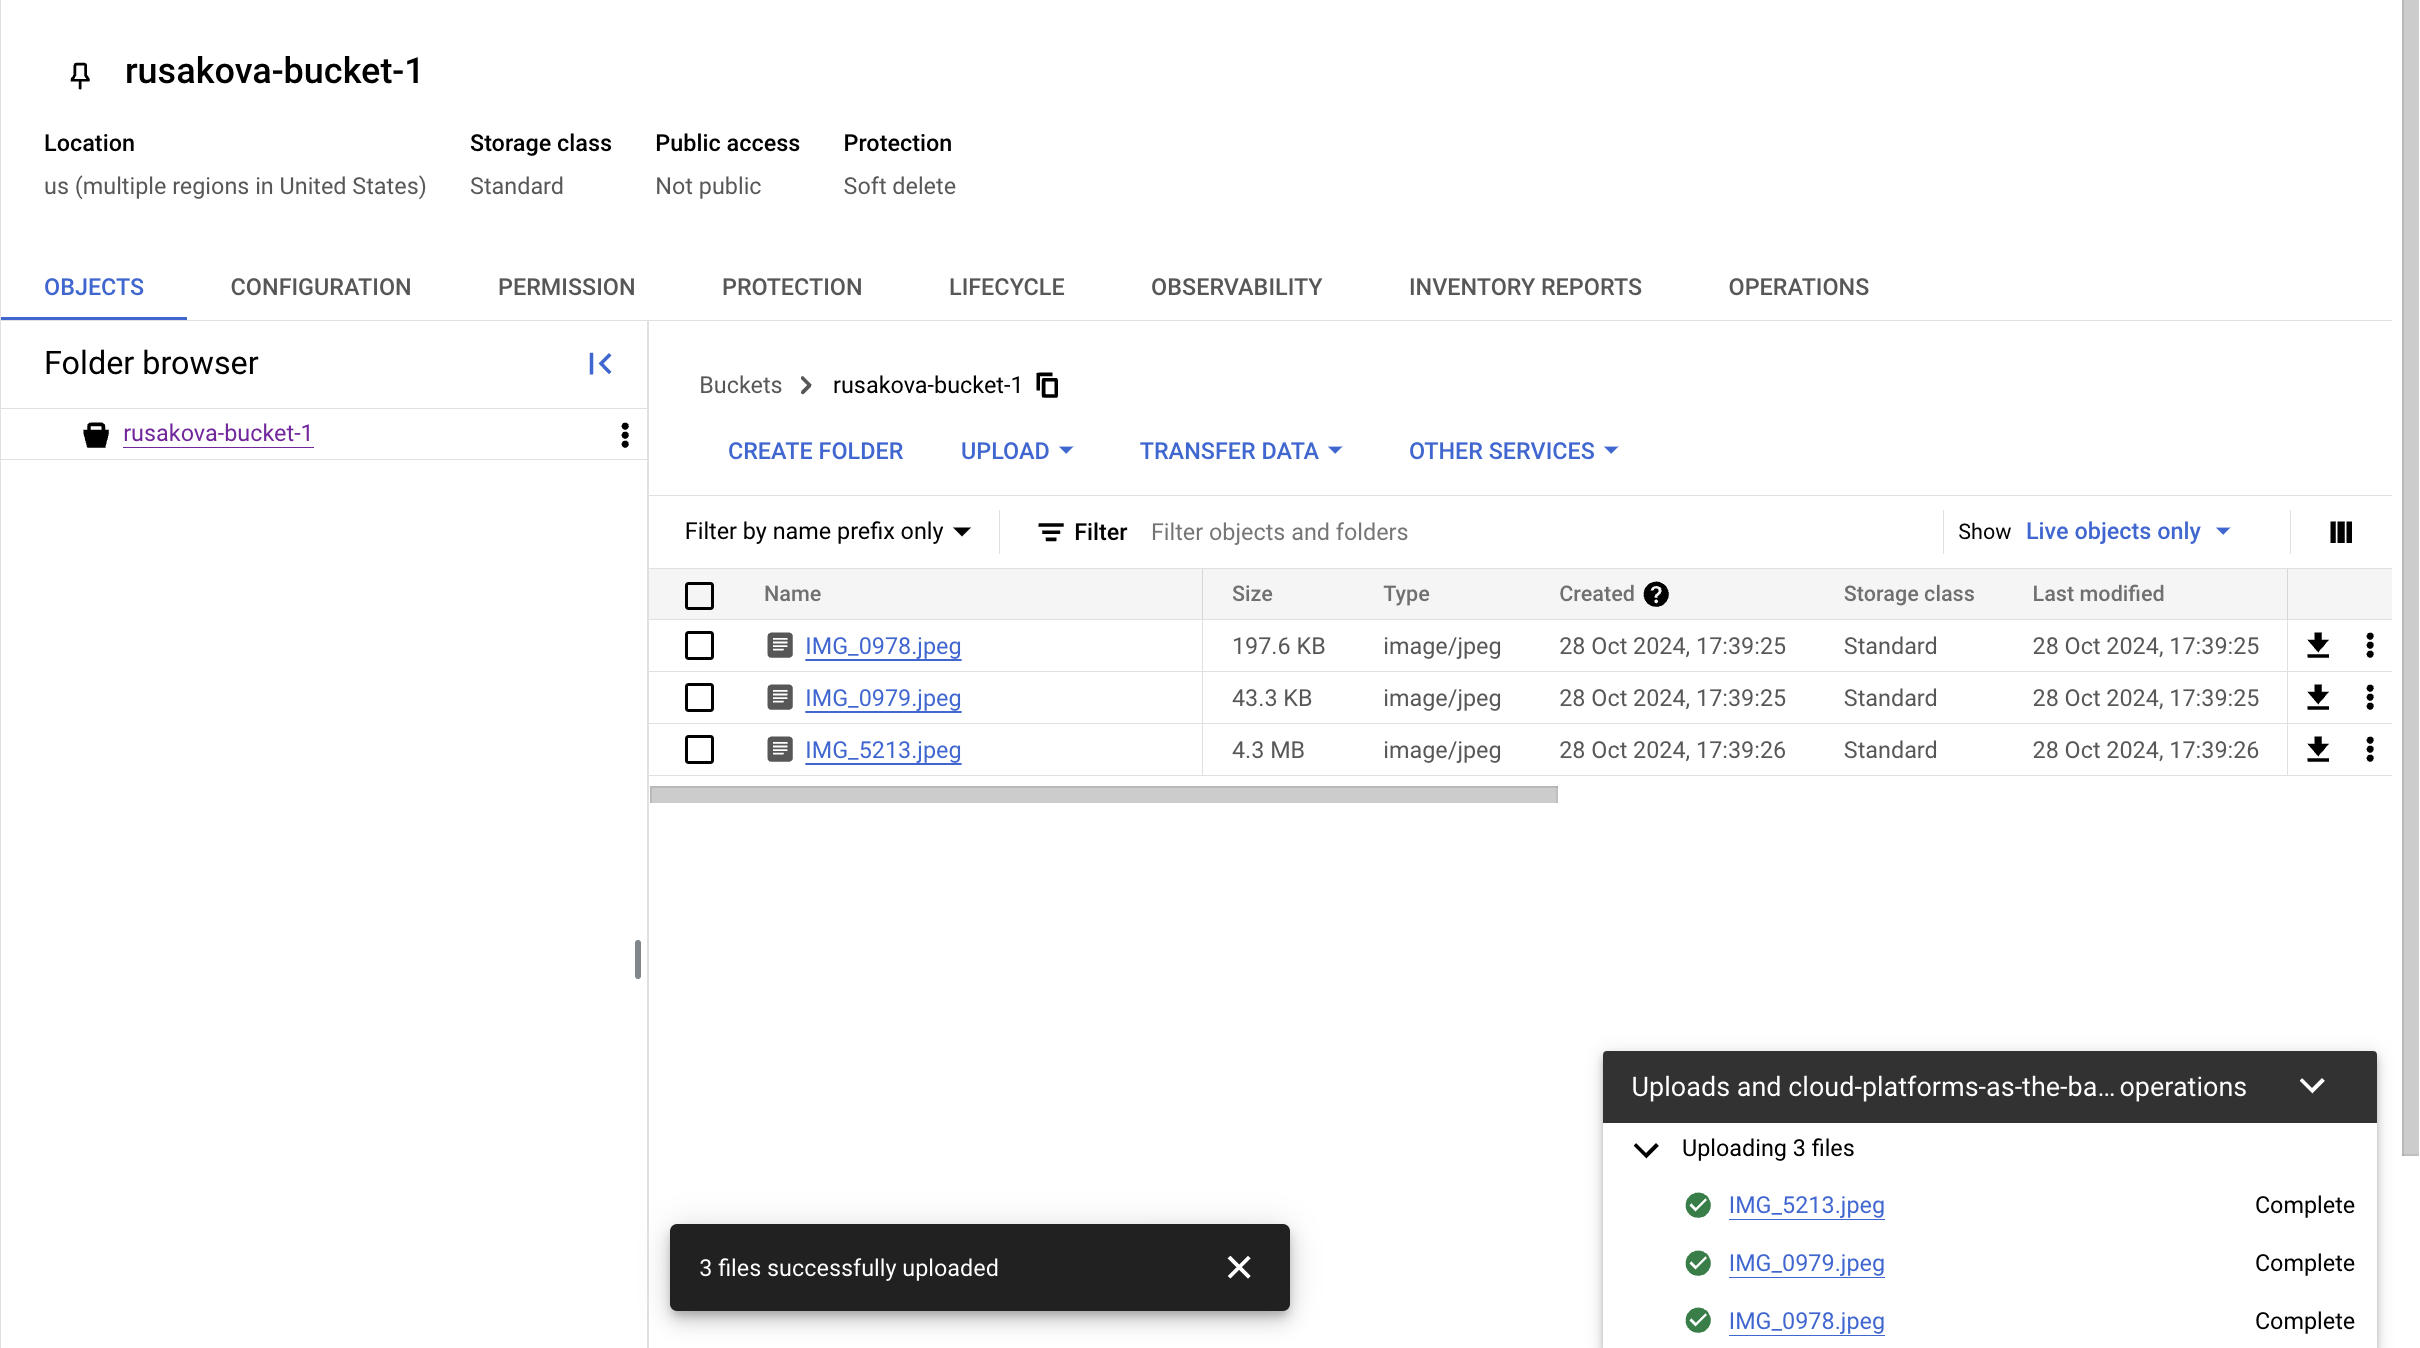 rusakova-bucket-1
Location Storage class Public access Protection
us (multiple regions in United States) Standard Not public Soft delete
OBJECTS CONFIGURATION PERMISSION PROTECTION LIFECYCLE OBSERVABILITY INVENTORY REPORTS OPERATIONS
Folder browser
rusakova-bucket-1
Buckets rusakova-bucket-1
CREATE FOLDER UPLOAD TRANSFER DATA OTHER SERVICES
Filter by name prefix only Filter Filter objects and folders Show Live objects only
Name Size Type Created ? Storage class Last modified
IMG_0978.jpeg 197.6 KB image/jpeg 28 Oct 2024, 17:39:25 Standard 28 Oct 2024, 17:39:25
IMG_0979.jpeg 43.3 KB image/jpeg 28 Oct 2024, 17:39:25 Standard 28 Oct 2024, 17:39:25
IMG_5213.jpeg 4.3 MB image/jpeg 28 Oct 2024, 17:39:26 Standard 28 Oct 2024, 17:39:26
Uploads and cloud-platforms-as-the-ba... operations
Uploading 3 files
IMG_5213.jpeg Complete
IMG_0979.jpeg Complete
IMG_0978.jpeg Complete
3 files successfully uploaded